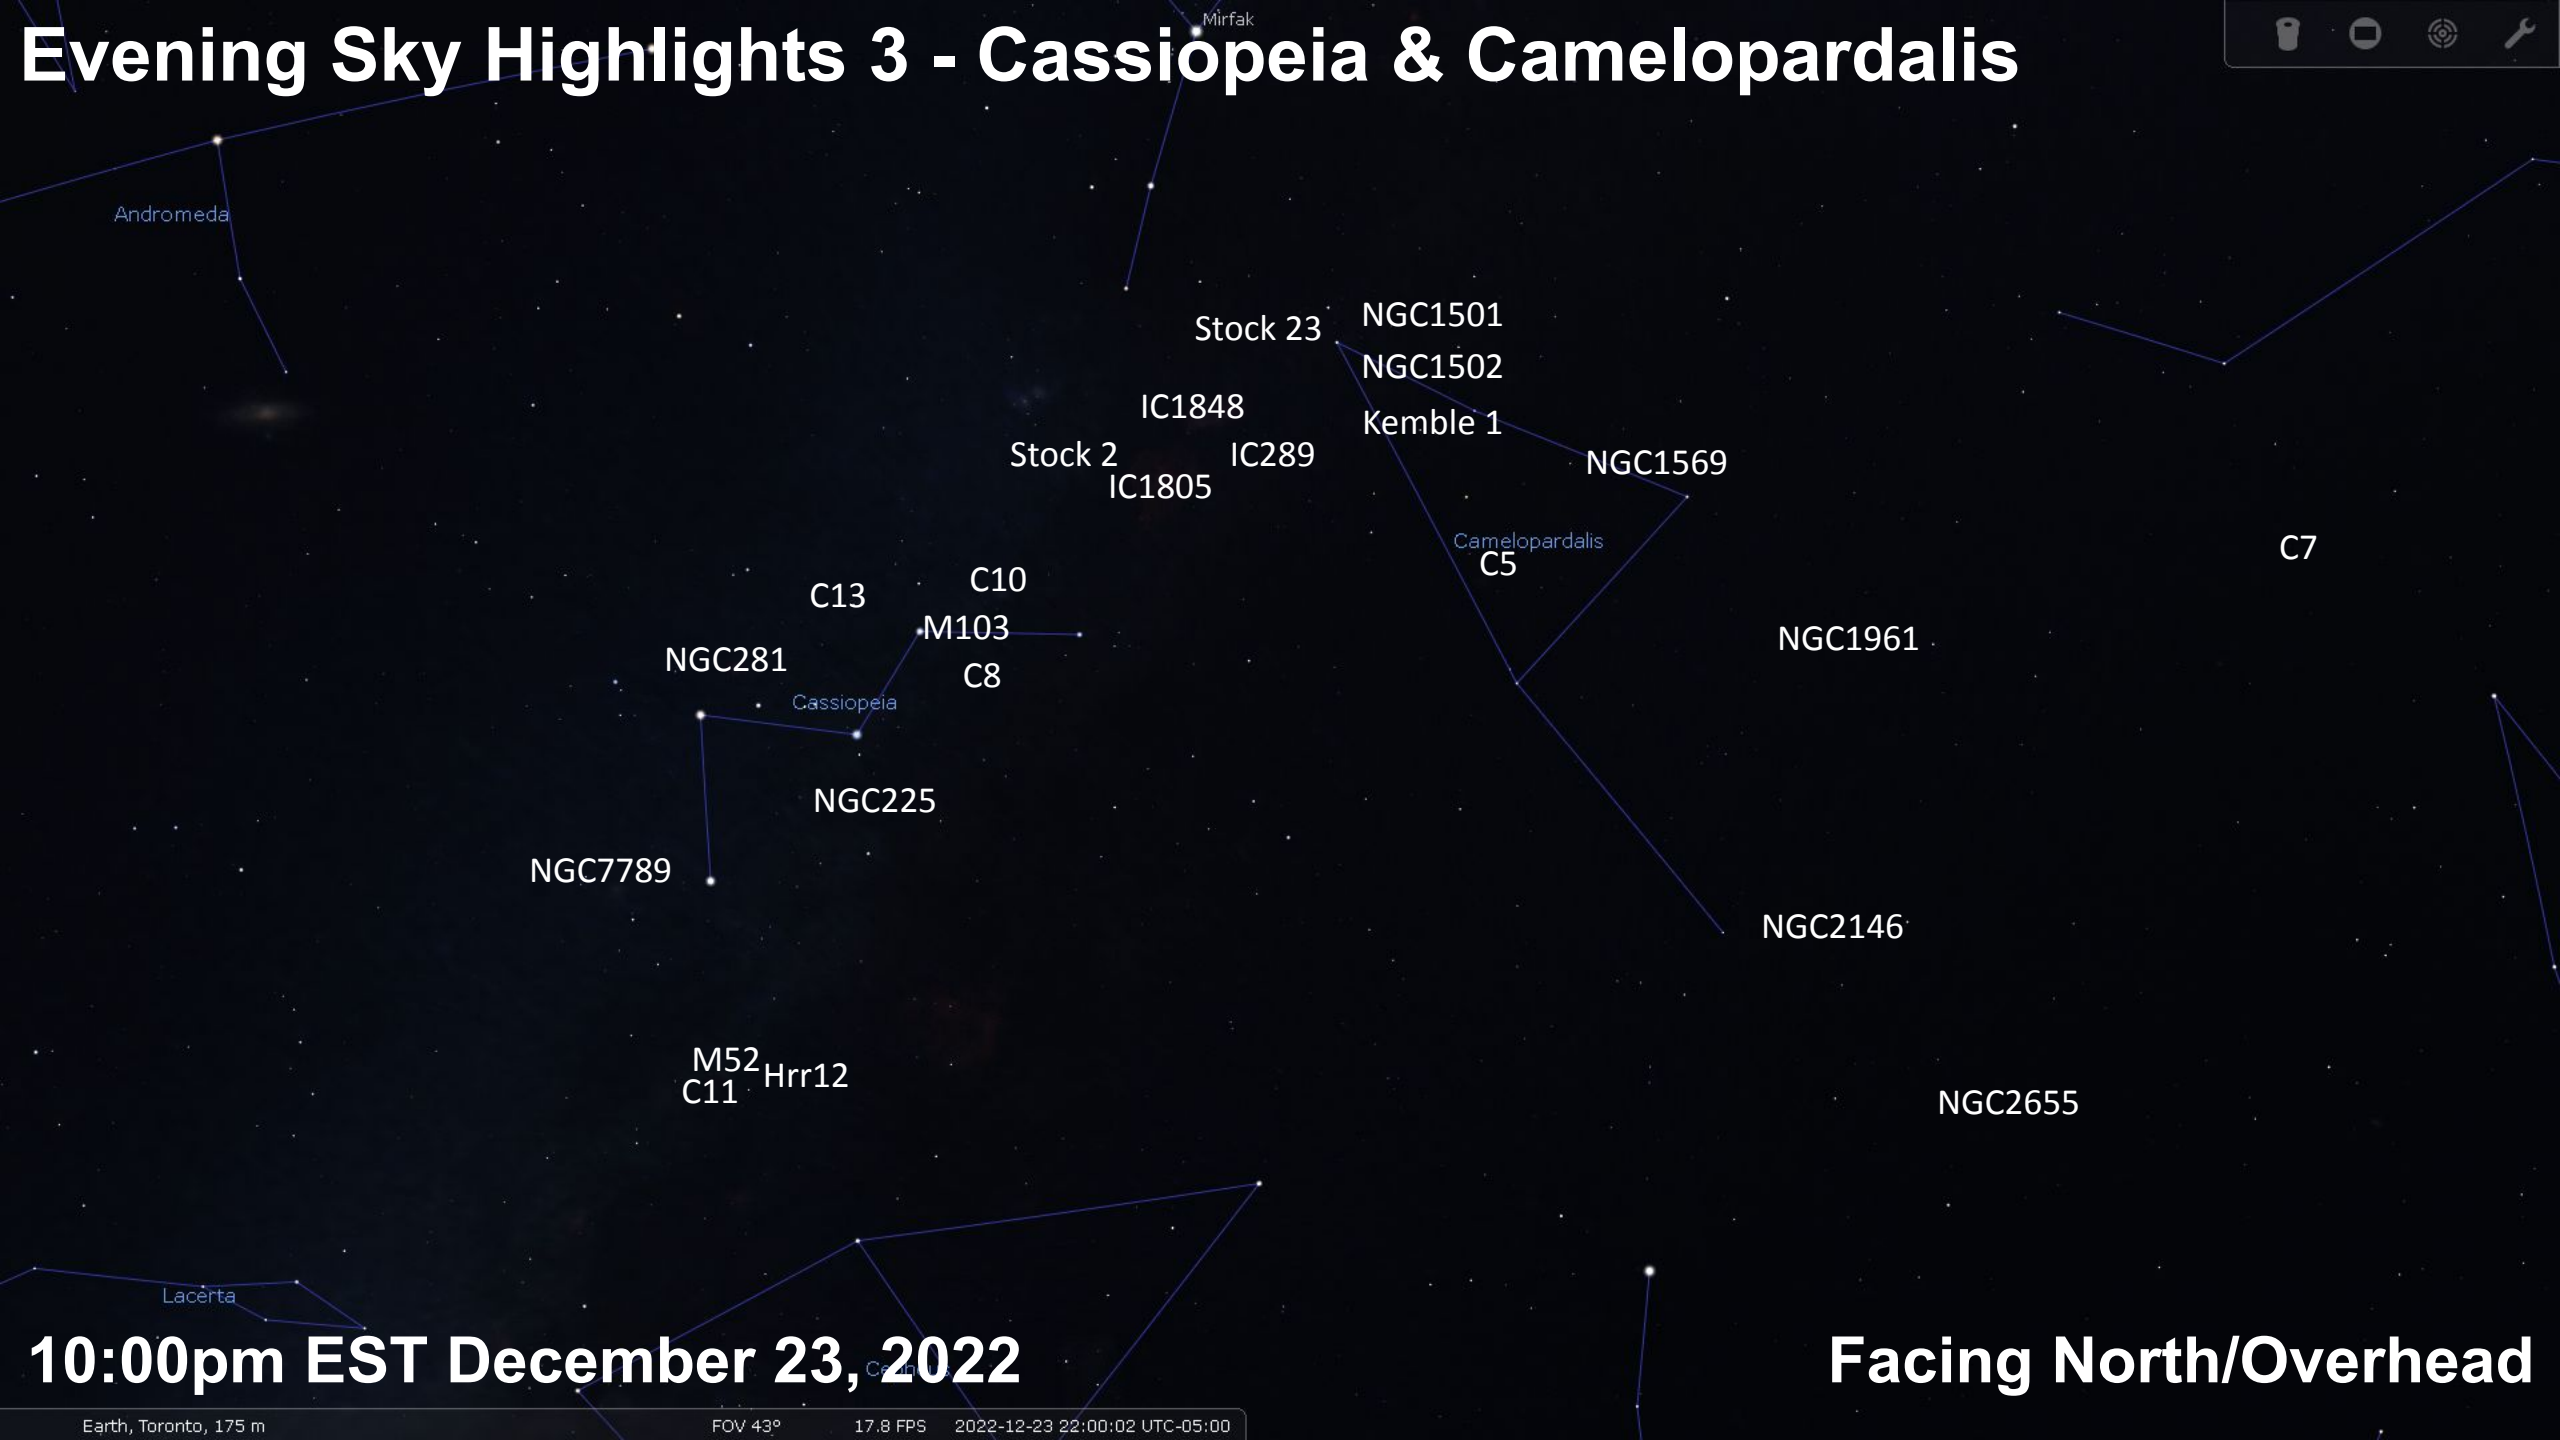 Mirfak
Evening Sky Highlights 3 - Cassiopeia & Camelopardalis
Andromeda
Stock 23
NGC1501
NGC1502
IC1848
Kemble 1
Stock 2
IC289
NGC1569
IC1805
Camelopardalis
C5
C7
C10
C13
M103
NGC1961
NGC281
C8
Cassiopeia
NGC225
NGC7789
NGC2146
M52
Hrr12
C11
NGC2655
Lacerta
10:00pm EST December 23, 2022
Cepheus
Facing North/Overhead
Earth, Toronto, 175 m
FOV 43°
17.8 FPS
2022-12-23 22:00:02 UTC-05:00